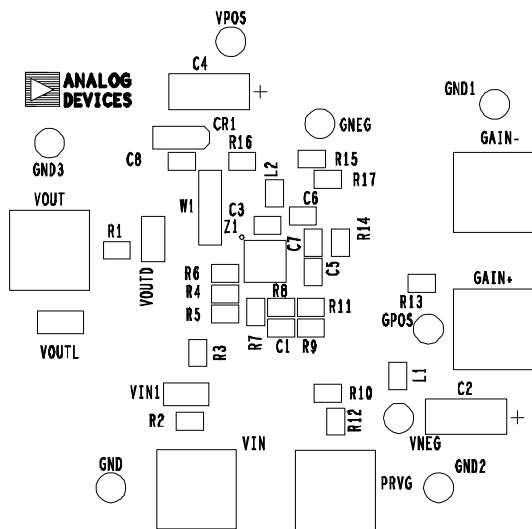 VPOS
C4
ANALOG
DEVICES
GND1
CR1
GNEG
GND3
C8
R16
R15
GAIN-
L2
R17
VOUT
W1
C3
C6
Z1
R14
R1
C7
VOUTD
R6
C5
R4
R8
R13
GAIN+
R5
R11
GPOS
VOUTL
R7
C1
R9
R3
L1
VIN1
R10
C2
R2
R12
VIN
VNEG
GND
PRVG
GND2